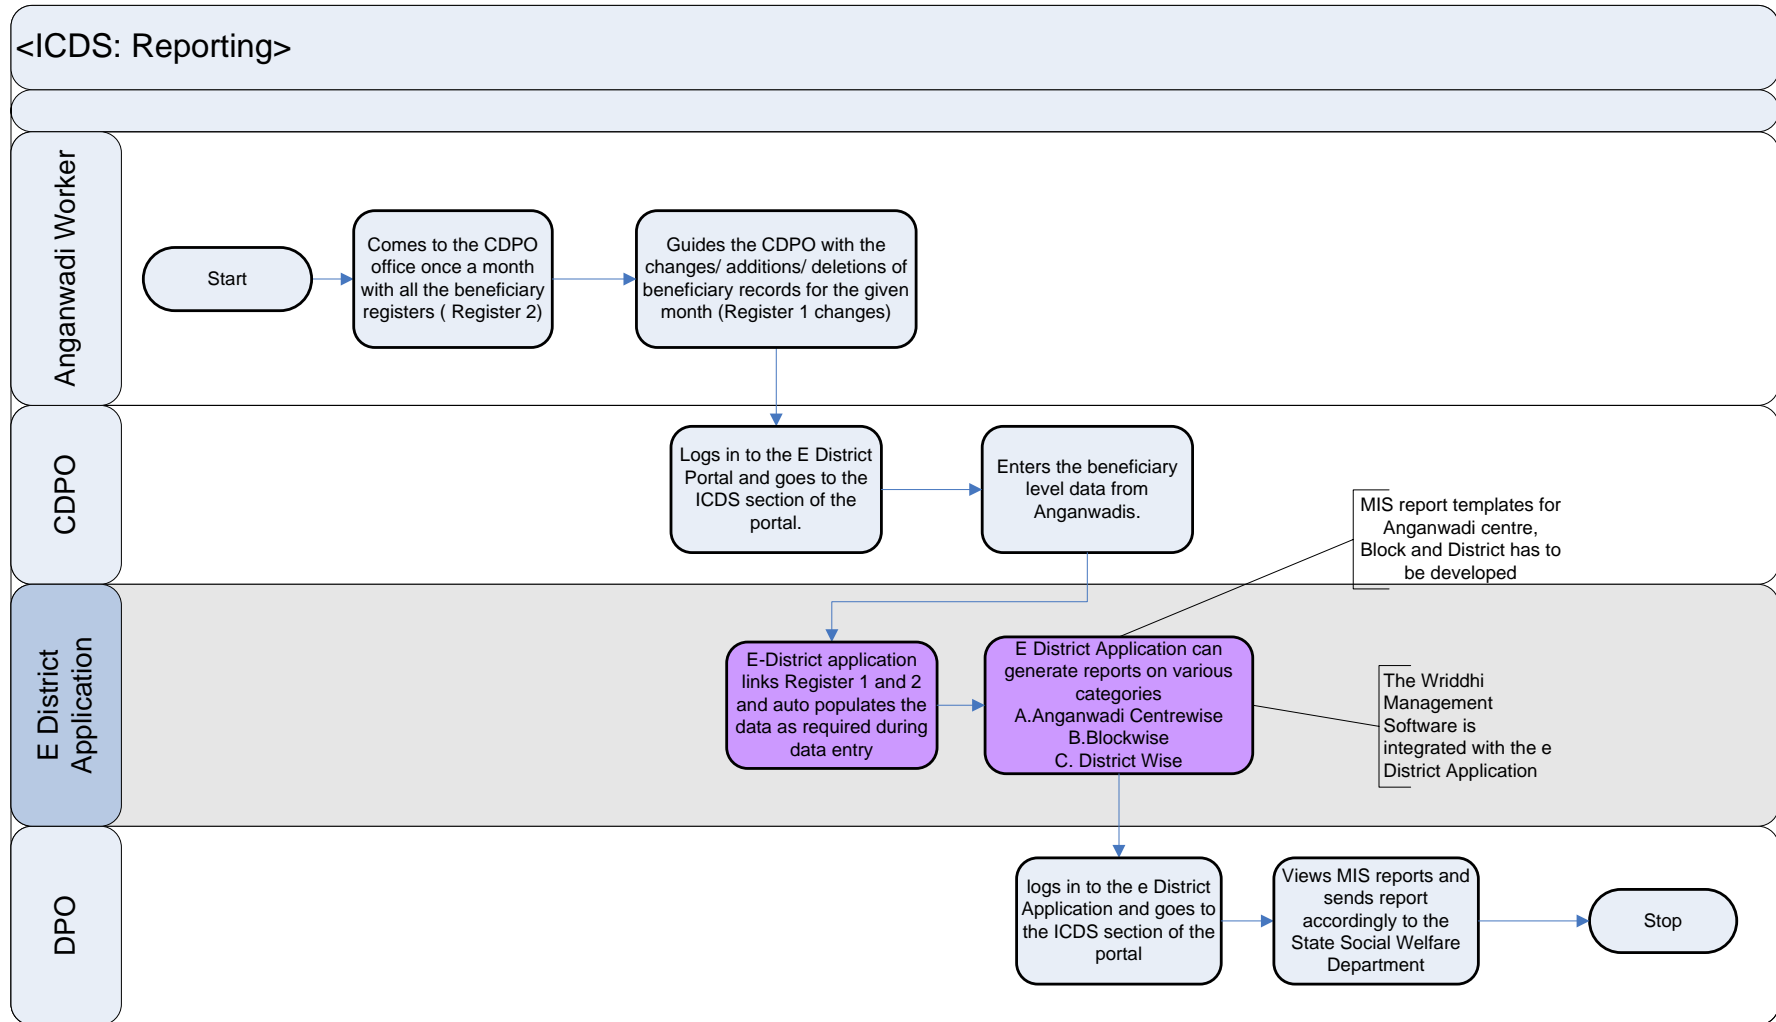 <ICDS: Reporting>
Anganwadi Worker
Start
Comes to the CDPO
office once a month
with all the beneficiary
registers ( Register 2)
Guides the CDPO with the
changes/ additions/ deletions of
beneficiary records for the given
month (Register 1 changes)
CDPO
Logs in to the E District
Portal and goes to the
ICDS section of the
portal.
Enters the beneficiary
level data from
Anganwadis.
MIS report templates for
Anganwadi centre,
Block and District has to
be developed
E District
Application
E-District application
links Register 1 and 2
and auto populates the
data as required during
data entry
E District Application can
generate reports on various
categories
A.Anganwadi Centrewise
B.Blockwise
C. District Wise
The Wriddhi
Management
Software is
integrated with the e
District Application
DPO
logs in to the e District
Application and goes to
the ICDS section of the
portal
Views MIS reports and
sends report
accordingly to the
State Social Welfare
Department
Stop